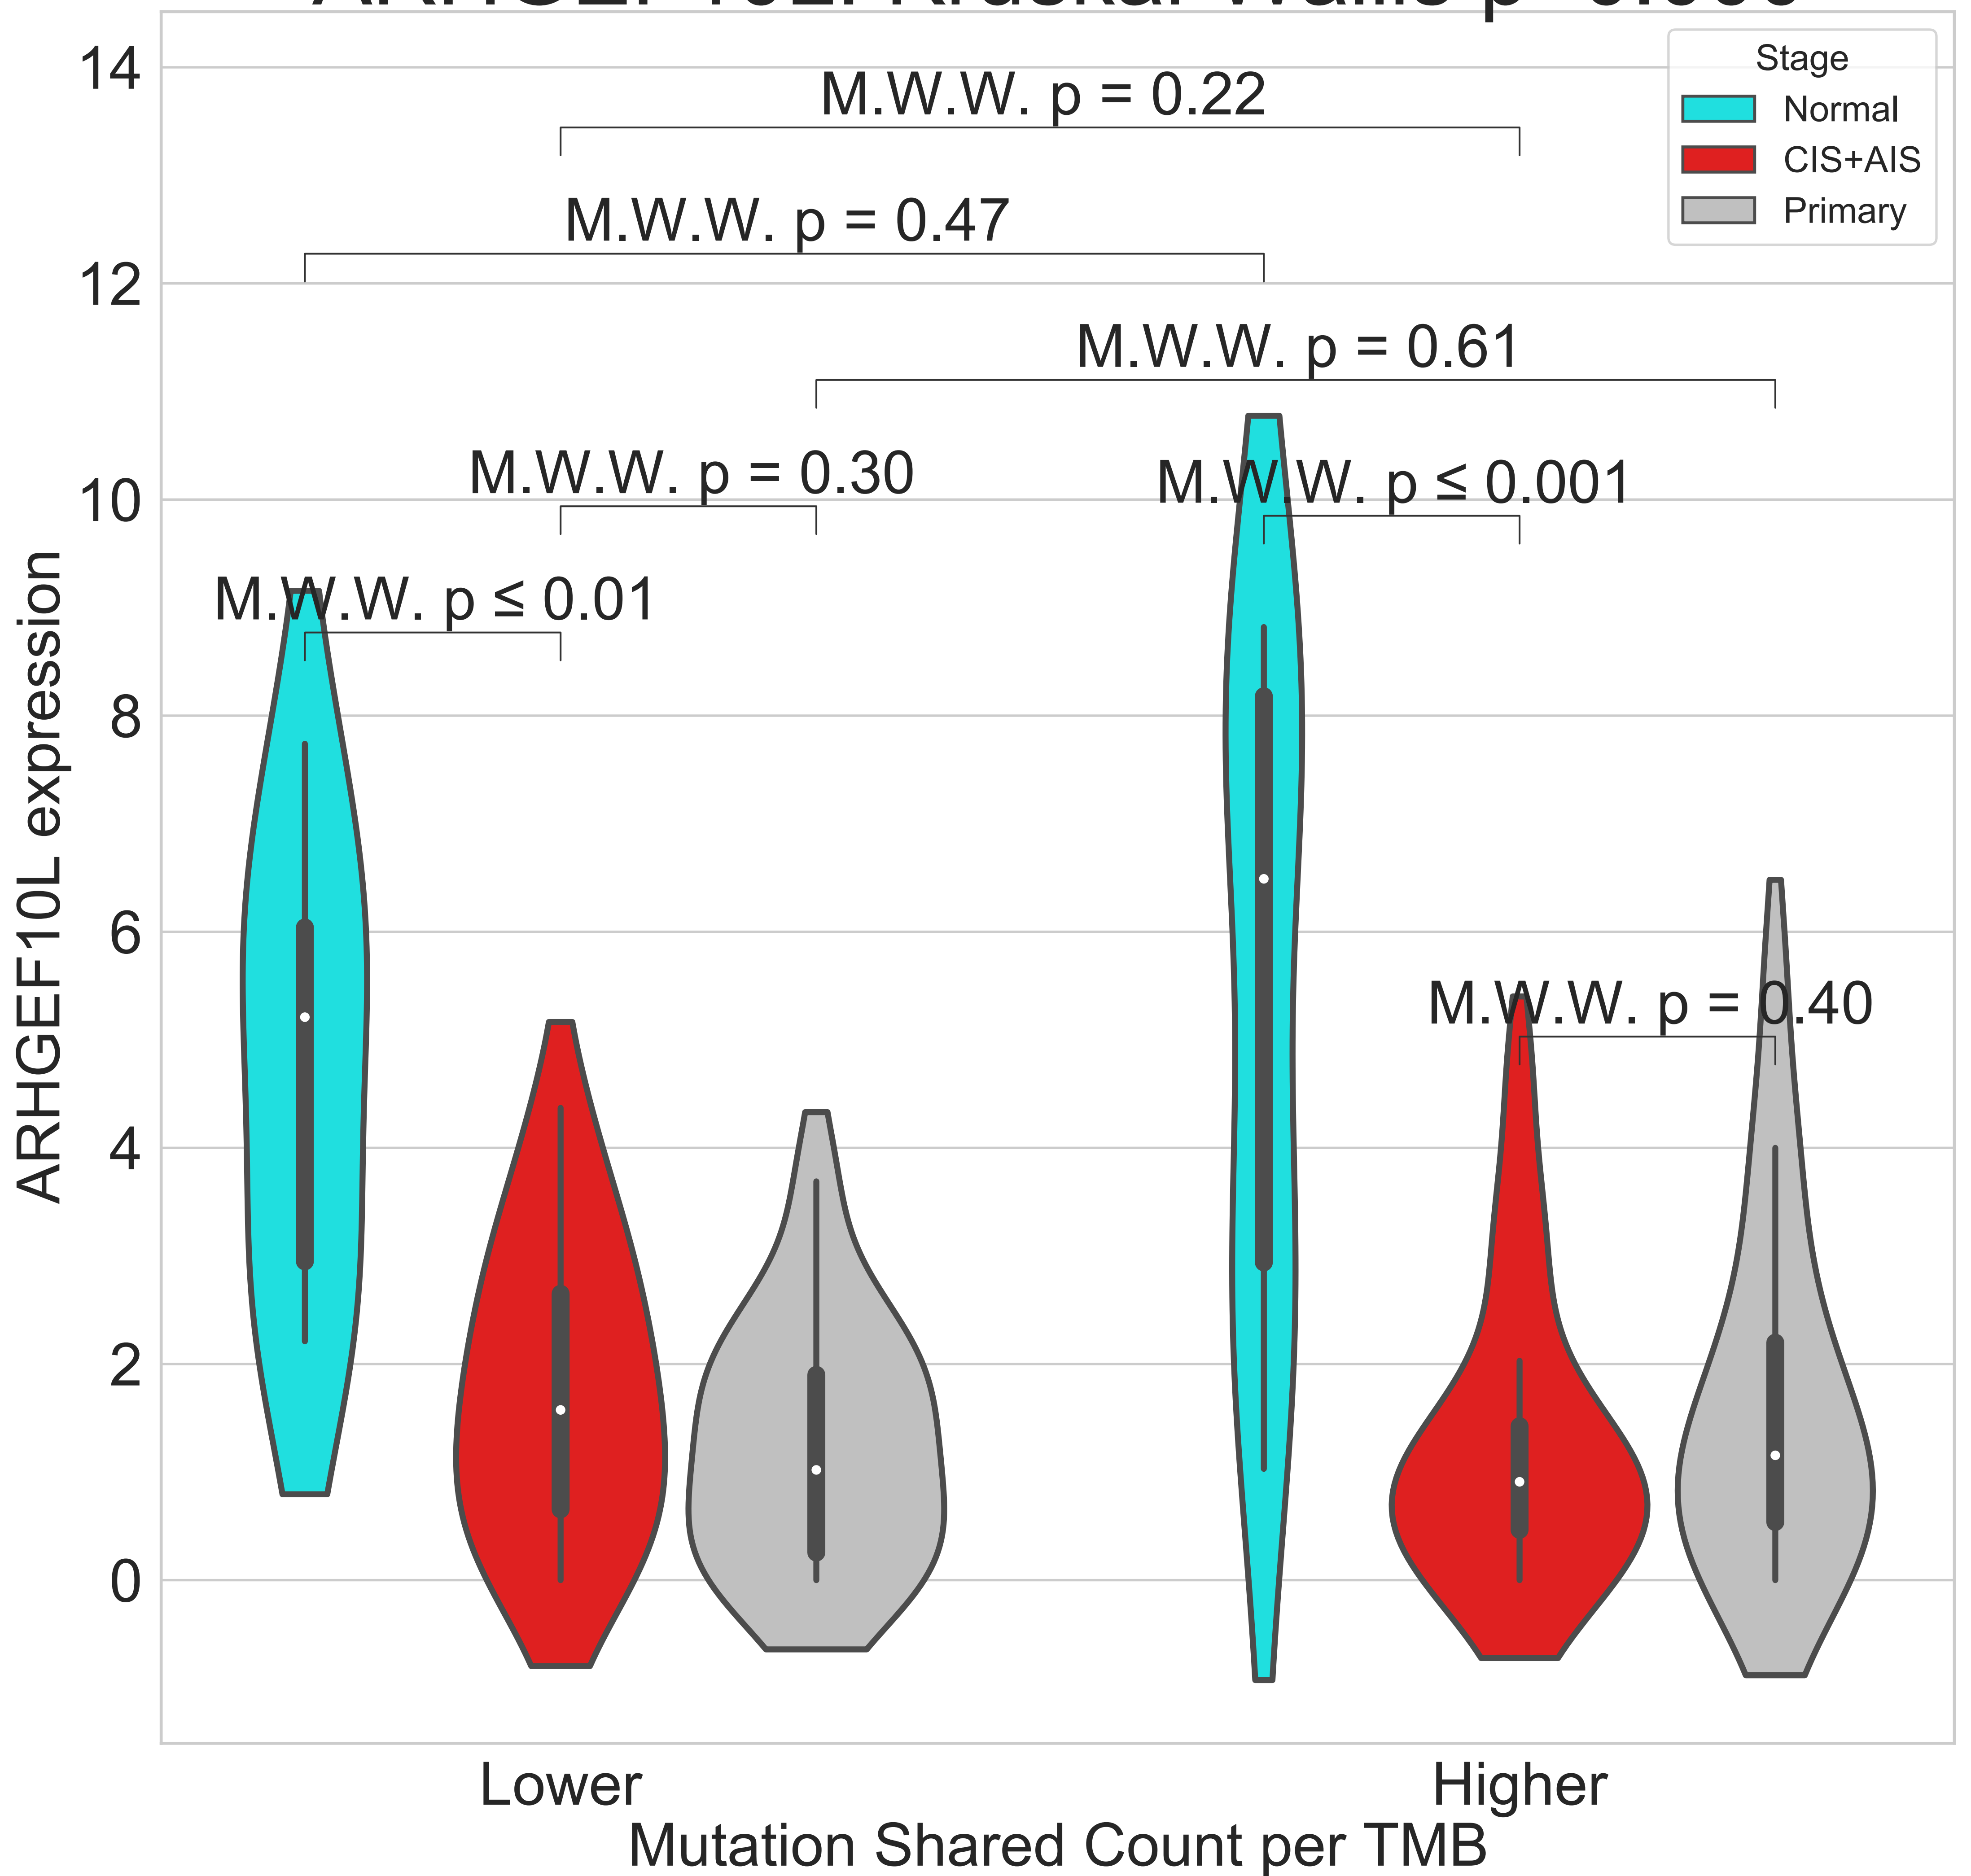 Stage
Normal
CIS+AIS
Primary
M.W.W. p = 0.22
M.W.W. p = 0.47
M.W.W. p = 0.61
M.W.W. p = 0.30
M.W.W. p ≤ 0.001
M.W.W. p ≤ 0.01
M.W.W. p = 0.40
14
12
10
8
6
4
2
0
ARHGEF10L expression
Lower
Higher
Mutation Shared Count per TMB